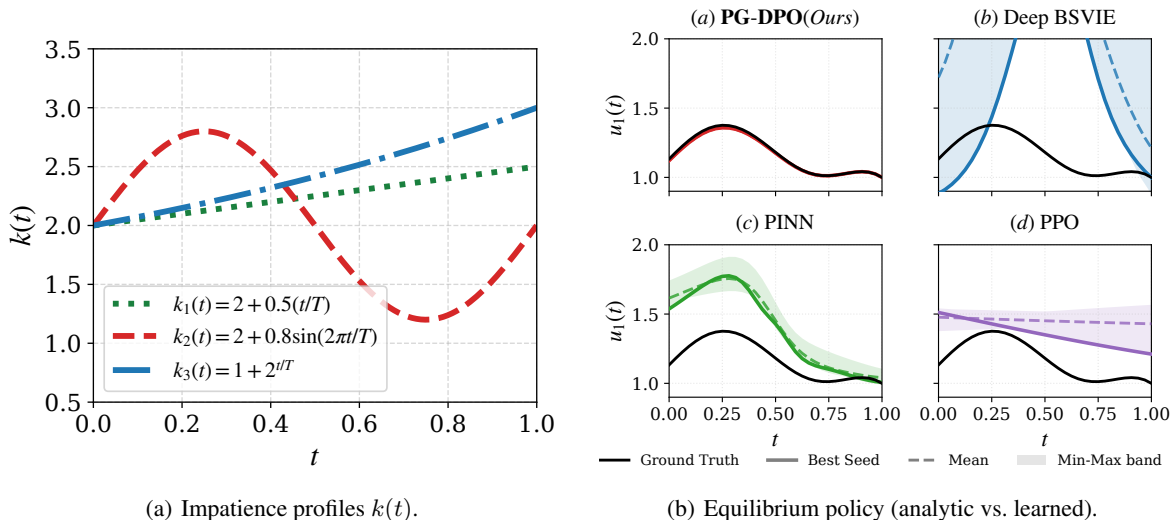 3.5
3.0
2.5
2.0
1.5
1.0
0.5
k(t)
k₁(t) = 2 + 0.5(t/T)
k₂(t) = 2 + 0.8sin(2πt/T)
k₃(t) = 1 + 2^{t/T}
0.0 0.2 0.4 0.6 0.8 1.0
t
(a) Impatience profiles k(t).
(a) PG-DPO(Ours)
2.0
1.5
1.0
u₁(t)
(b) Deep BSVIE
(c) PINN
2.0
1.5
1.0
u₁(t)
0.00 0.25 0.50 0.75 1.00
t
(d) PPO
0.00 0.25 0.50 0.75 1.00
t
Ground Truth Best Seed Mean Min-Max band
(b) Equilibrium policy (analytic vs. learned).